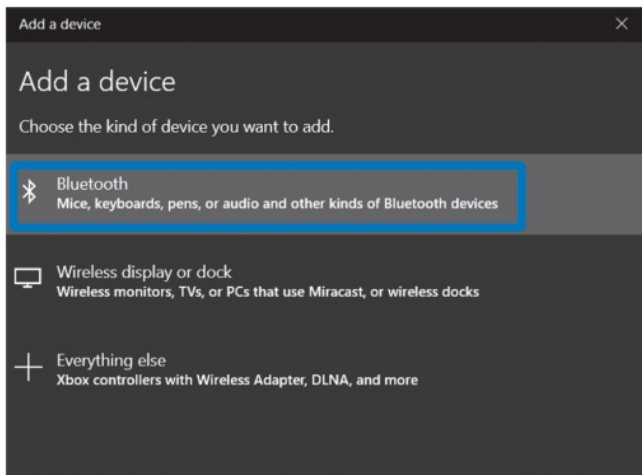 Add a device
Add a device
Choose the kind of device you want to add.
Bluetooth
Mice, keyboards, pens, or audio and other kinds of Bluetooth devices
Wireless display or dock
Wireless monitors, TVs, or PCs that use Miracast, or wireless docks
Everything else
Xbox controllers with Wireless Adapter, DLNA, and more